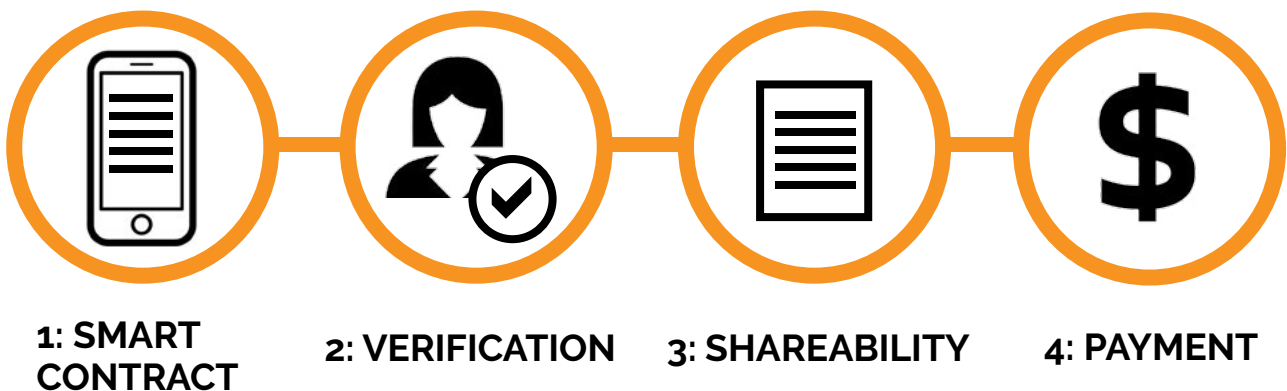 1: SMART
CONTRACT
2: VERIFICATION
3: SHAREABILITY
4: PAYMENT
$